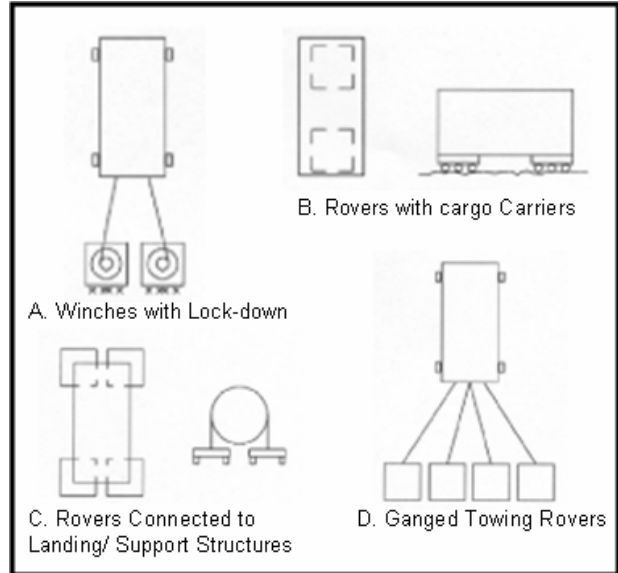 B. Rovers with cargo Carriers
A. Winches with Lock-down
C. Rovers Connected to
Landing/ Support Structures
D. Ganged Towing Rovers